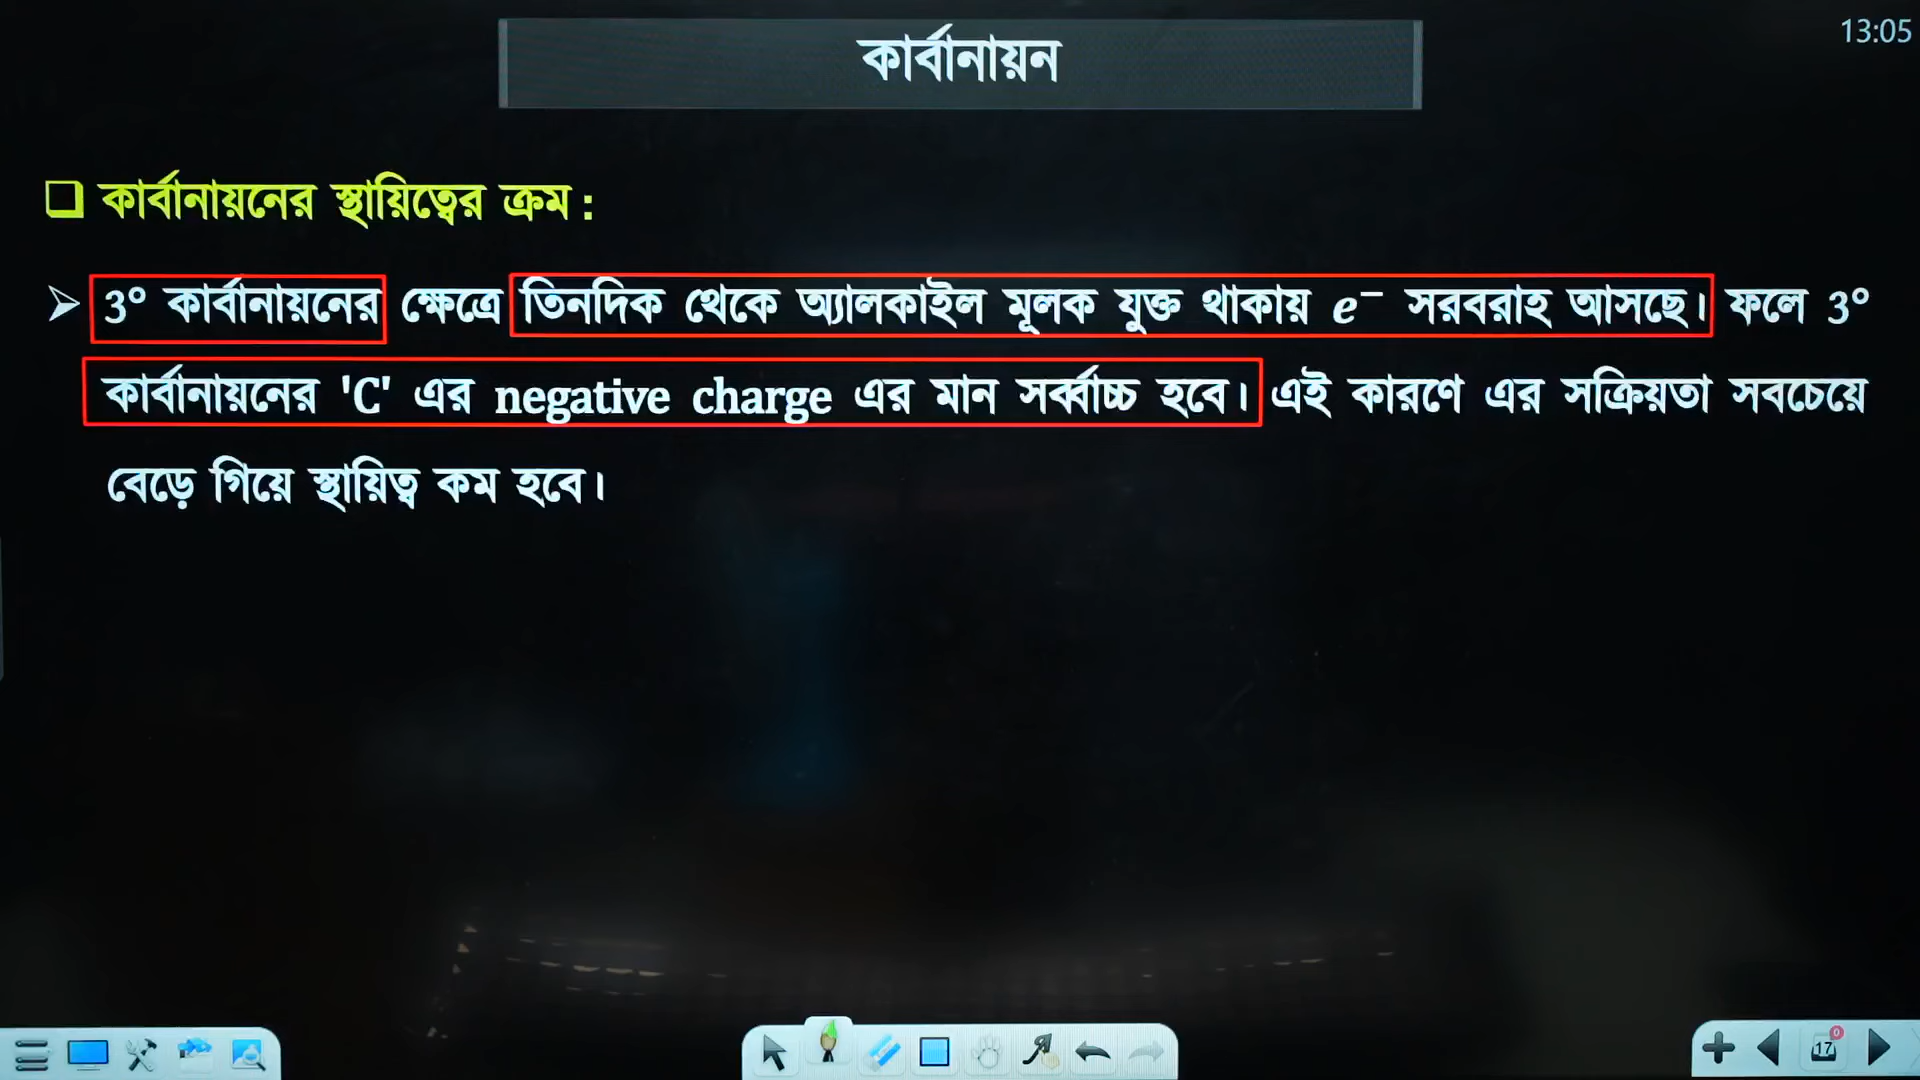 13:05
কার্বানায়ন
❑ কার্বানায়নের স্থায়িত্বের ক্রম :
➢ 3° কার্বানায়নের ক্ষেত্রে তিনদিক থেকে অ্যালকাইল মূলক যুক্ত থাকায় e⁻ সরবরাহ আসছে। ফলে 3°
কার্বানায়নের 'C' এর negative charge এর মান সর্ব্বোচ্চ হবে। এই কারণে এর সক্রিয়তা সবচেয়ে
বেড়ে গিয়ে স্থায়িত্ব কম হবে।
17
0